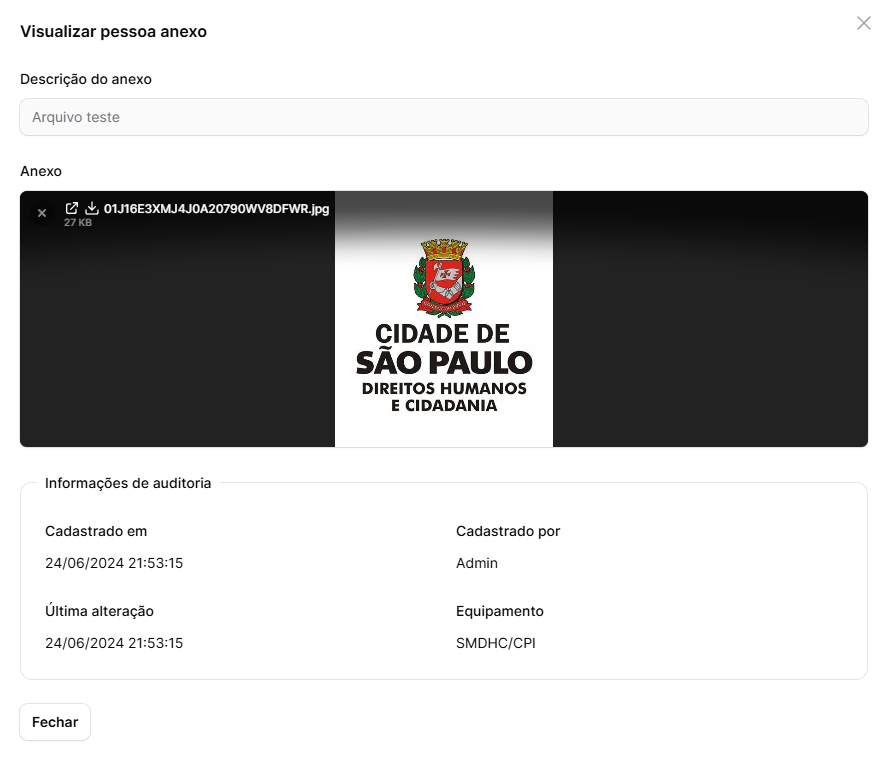 Visualizar pessoa anexo
Descrição do anexo
Arquivo teste
Anexo
01J16E3XMJ4J0A20790WV8DFWR.jpg
27 KB
CIDADE DE
SÃO PAULO
DIREITOS HUMANOS
E CIDADANIA
Informações de auditoria
Cadastrado em
Cadastrado por
24/06/2024 21:53:15
Admin
Última alteração
Equipamento
24/06/2024 21:53:15
SMDHC/CPI
Fechar